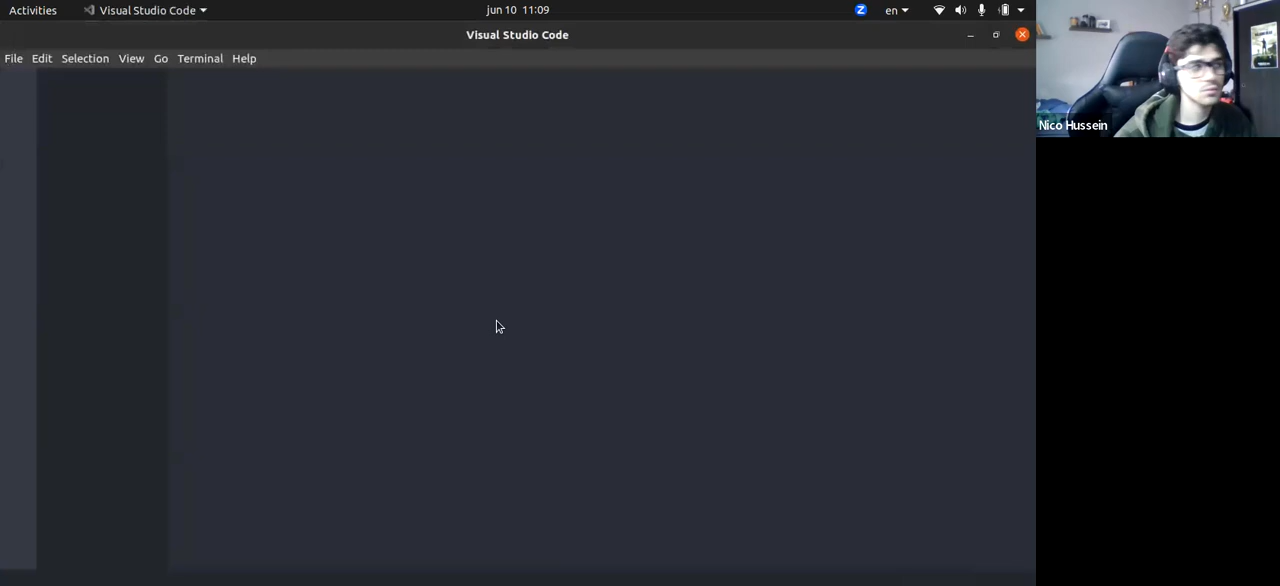 Activities Visual Studio Code jun 10 11:09 Z en
Visual Studio Code
File Edit Selection View Go Terminal Help
Nico Hussein